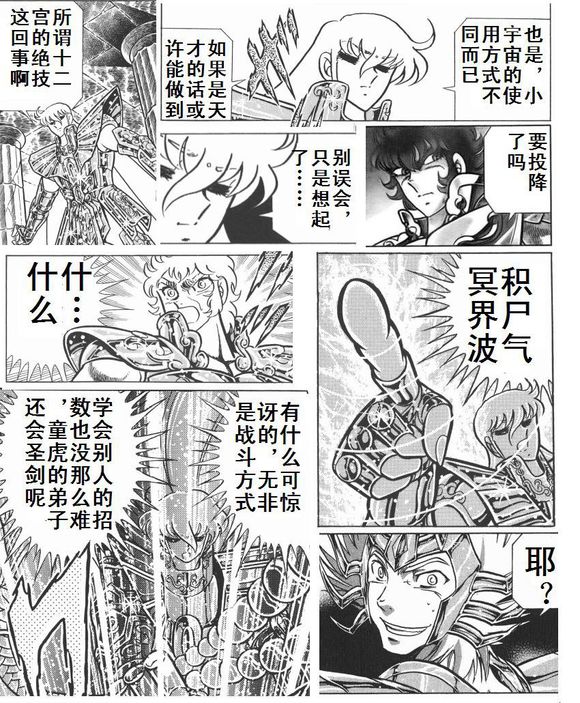 也是，小
宇宙的使
用方式不
同而已
如果是天
才的话或
许能做到
要投降
了吗
别误会，
只是想起
了……
所谓十二
宫的绝技
这回事啊
积尸气
冥界波
什…
什么
耶？
有什么可惊
讶的，无非
是战斗方式
学会别人的招
数也没那么难
，童虎的弟子
还会圣剑呢